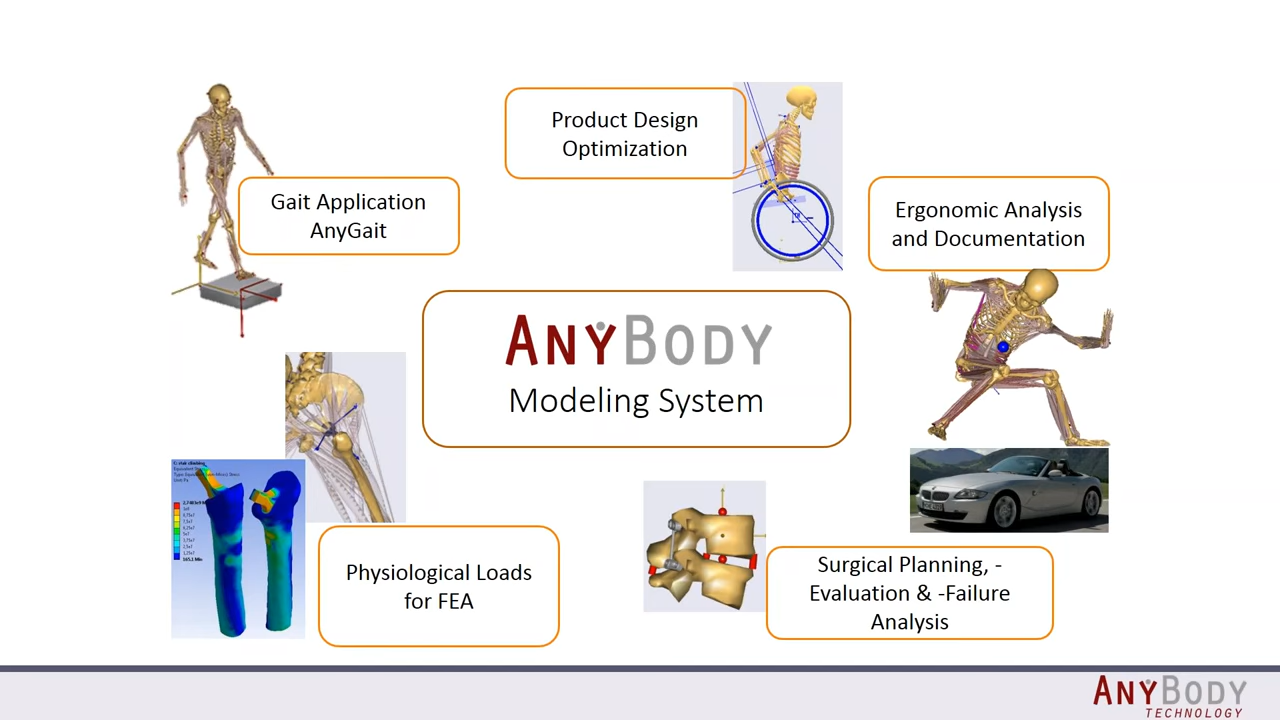 Product Design
Optimization
Gait Application
AnyGait
Ergonomic Analysis
and Documentation
ANYBODY
Modeling System
Physiological Loads
for FEA
Surgical Planning, -
Evaluation & -Failure
Analysis
ANYBODY
TECHNOLOGY